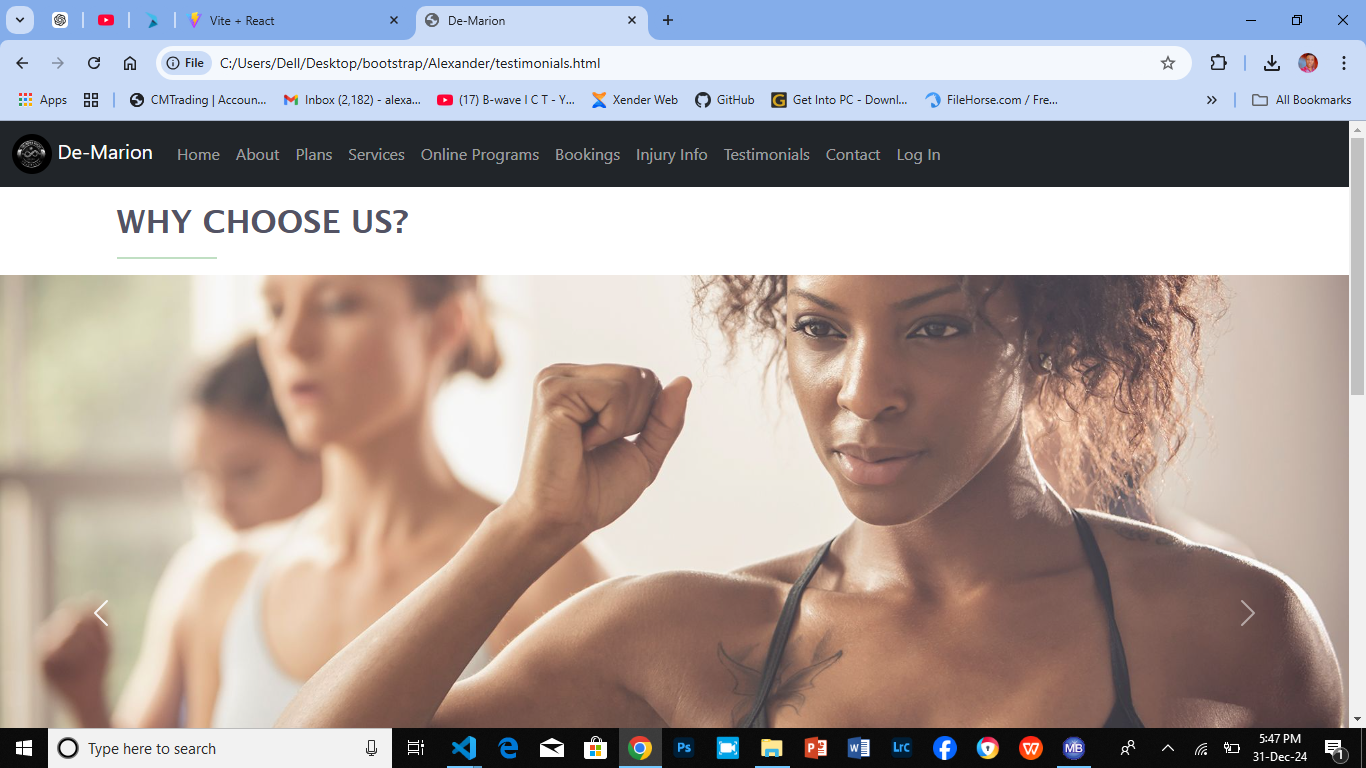 Vite + React
De-Marion
File
C:/Users/Dell/Desktop/bootstrap/Alexander/testimonials.html
Apps
CMTrading | Accoun...
Inbox (2,182) - alexa...
(17) B-wave I C T - Y...
Xender Web
GitHub
Get Into PC - Downl...
FileHorse.com / Fre...
All Bookmarks
De-Marion
Home
About
Plans
Services
Online Programs
Bookings
Injury Info
Testimonials
Contact
Log In
WHY CHOOSE US?
Type here to search
Ps
Lrc
MB
5:47 PM
31-Dec-24
1